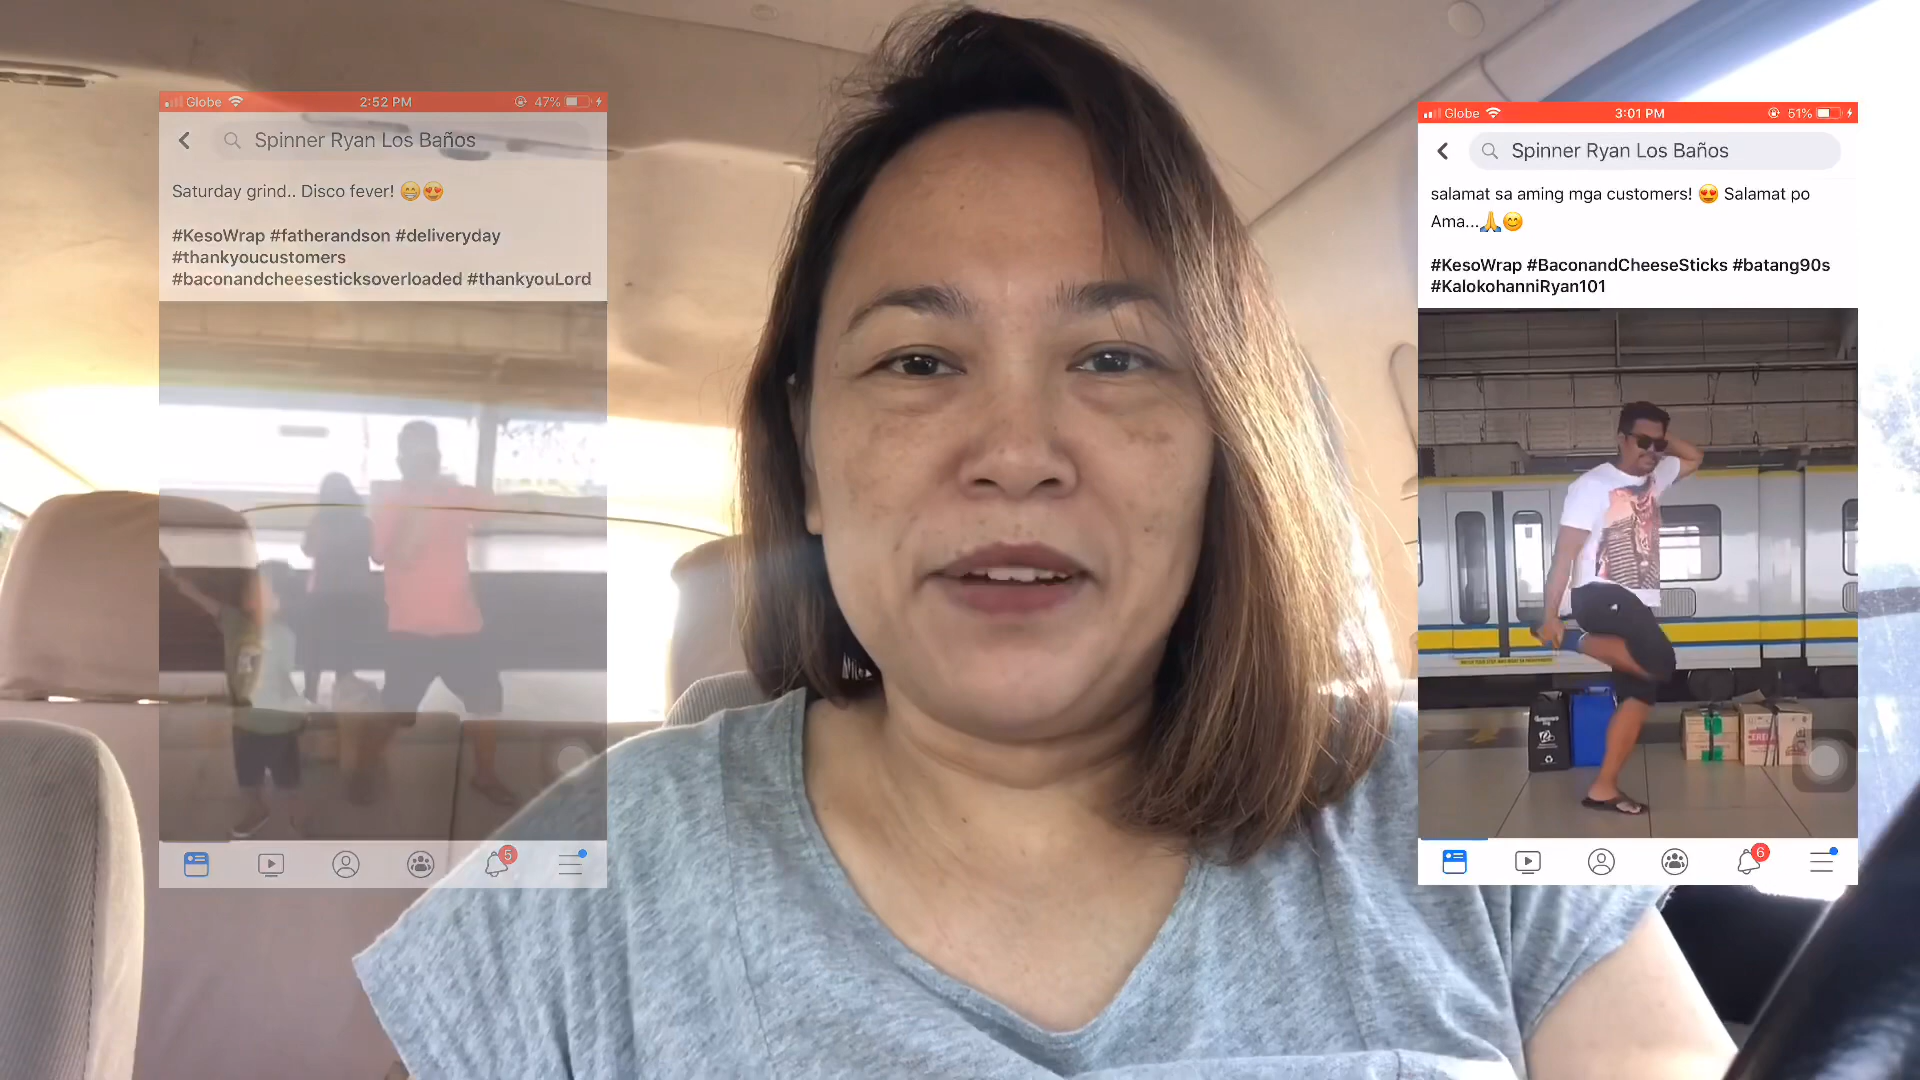 Globe 2:52 PM 47%
Spinner Ryan Los Baños
Saturday grind.. Disco fever! 😁😍
#KesoWrap #fatherandson #deliveryday
#thankyoucustomers
#baconandcheesesticksoverloaded #thankyouLord
5
Globe 3:01 PM 51%
Spinner Ryan Los Baños
salamat sa aming mga customers! 😍 Salamat po
Ama...🙏😊
#KesoWrap #BaconandCheeseSticks #batang90s
#KalokohanniRyan101
6